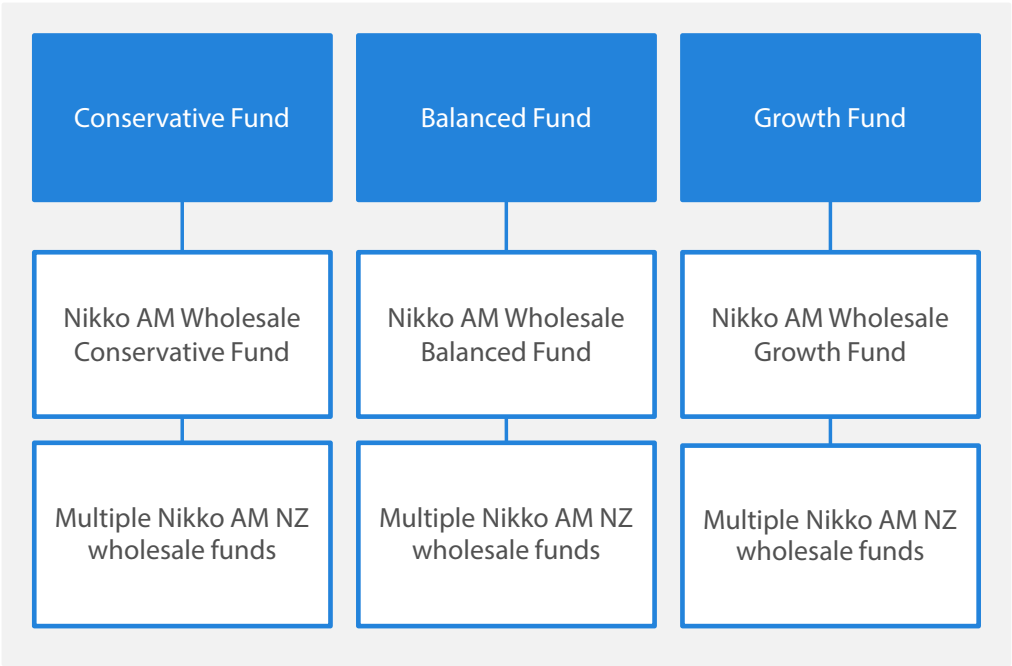 Conservative Fund
Balanced Fund
Growth Fund
Nikko AM Wholesale
Conservative Fund
Nikko AM Wholesale
Balanced Fund
Nikko AM Wholesale
Growth Fund
Multiple Nikko AM NZ
wholesale funds
Multiple Nikko AM NZ
wholesale funds
Multiple Nikko AM NZ
wholesale funds